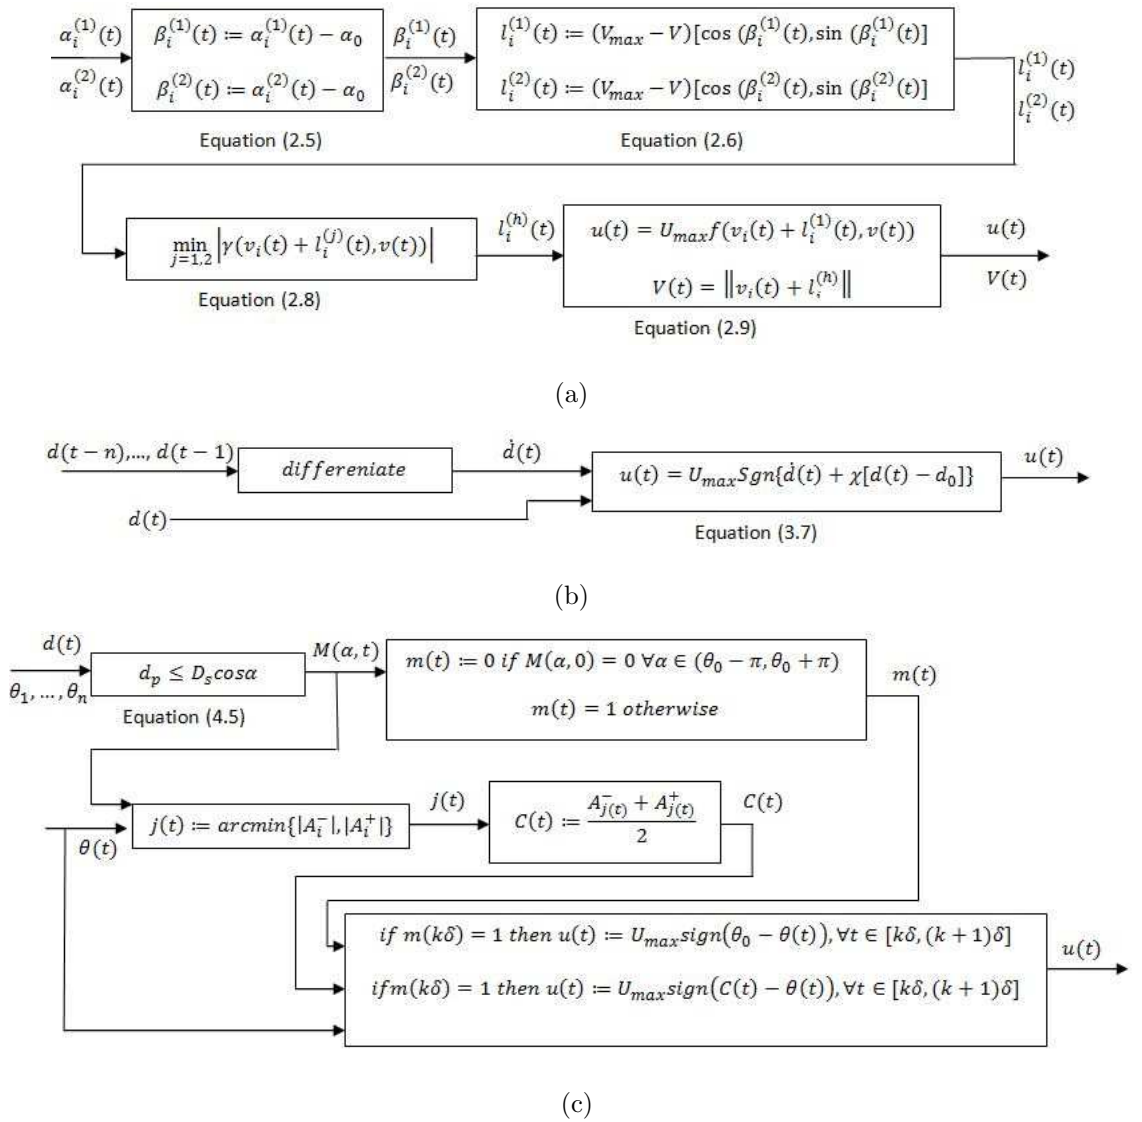 α_i^(1)(t)
α_i^(2)(t)
β_i^(1)(t) ≔ α_i^(1)(t) − α_0
β_i^(2)(t) ≔ α_i^(2)(t) − α_0
Equation (2.5)
β_i^(1)(t)
β_i^(2)(t)
l_i^(1)(t) ≔ (V_max − V)[cos (β_i^(1)(t),sin (β_i^(1)(t)]
l_i^(2)(t) ≔ (V_max − V)[cos (β_i^(2)(t),sin (β_i^(2)(t)]
Equation (2.6)
l_i^(1)(t)
l_i^(2)(t)
min_{j=1,2} |γ(v_i(t) + l_i^(j)(t), v(t))|
Equation (2.8)
l_i^(h)(t)
u(t) = U_max f(v_i(t) + l_i^(1)(t), v(t))
V(t) = ‖v_i(t) + l_i^(h)‖
Equation (2.9)
u(t)
V(t)
(a)
d(t − n),..., d(t − 1)
differeniate
ḋ(t)
d(t)
u(t) = U_max Sgn{ḋ(t) + χ[d(t) − d_0]}
Equation (3.7)
u(t)
(b)
d(t)
θ_1, ... , θ_n
d_p ≤ D_s cosα
Equation (4.5)
M(α, t)
m(t) ≔ 0 if M(α, 0) = 0 ∀α ∈ (θ_0 − π, θ_0 + π)
m(t) = 1 otherwise
m(t)
θ(t)
j(t) ≔ arcmin{|A_i^−|, |A_i^+|}
j(t)
C(t) ≔ (A_{j(t)}^− + A_{j(t)}^+)/2
C(t)
if m(kδ) = 1 then u(t) ≔ U_max sign(θ_0 − θ(t)), ∀t ∈ [kδ, (k + 1)δ]
ifm(kδ) = 1 then u(t) ≔ U_max sign(C(t) − θ(t)), ∀t ∈ [kδ, (k + 1)δ]
u(t)
(c)